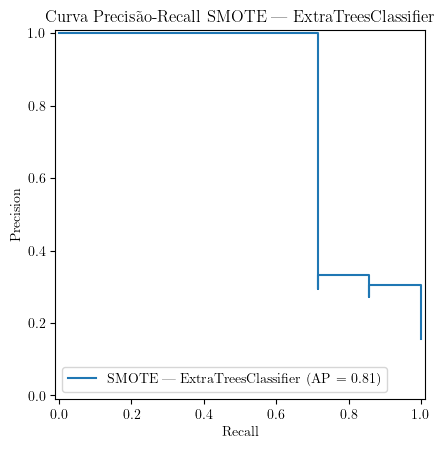 Curva Precisão-Recall SMOTE — ExtraTreesClassifier
1.0
0.8
0.6
0.4
0.2
0.0
Precision
SMOTE — ExtraTreesClassifier (AP = 0.81)
0.0 0.2 0.4 0.6 0.8 1.0
Recall